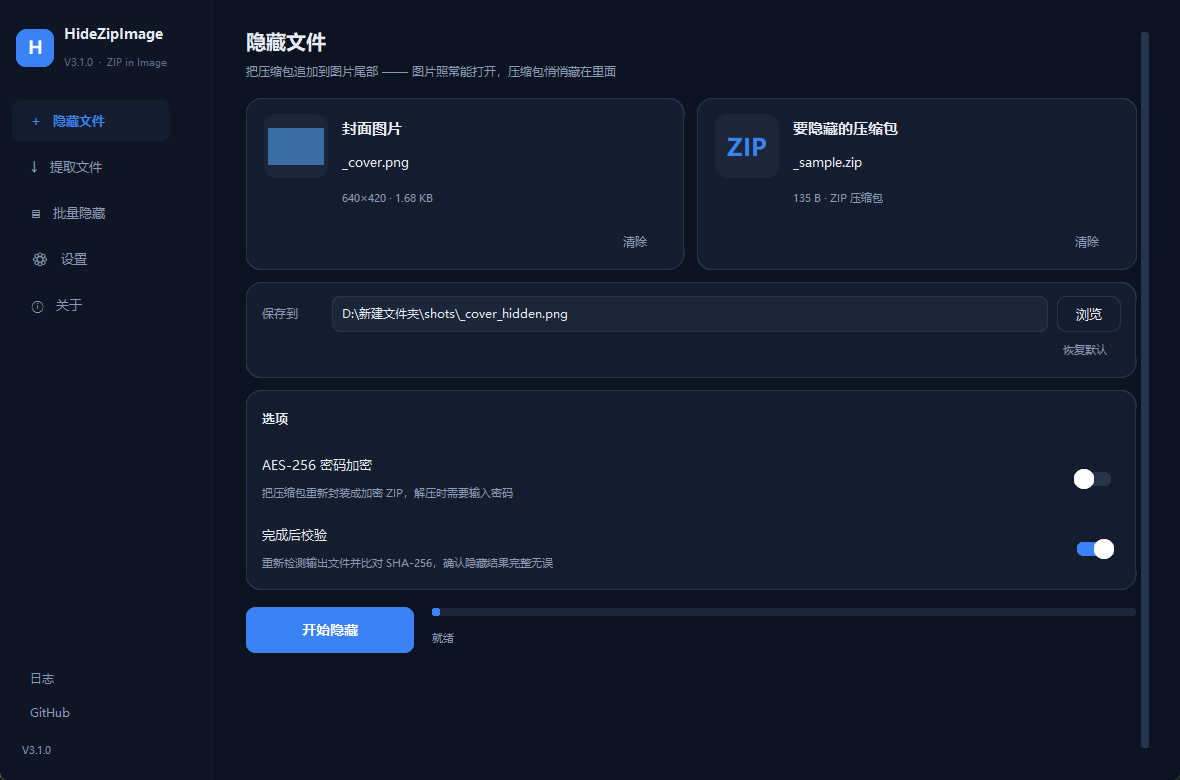 H
HideZipImage
V3.1.0 · ZIP in Image
+ 隐藏文件
↓ 提取文件
批量隐藏
设置
关于
日志
GitHub
V3.1.0
隐藏文件
把压缩包追加到图片尾部 —— 图片照常能打开，压缩包悄悄藏在里面
封面图片
_cover.png
640×420 · 1.68 KB
清除
ZIP
要隐藏的压缩包
_sample.zip
135 B · ZIP 压缩包
清除
保存到
D:\新建文件夹\shots\_cover_hidden.png
浏览
恢复默认
选项
AES-256 密码加密
把压缩包重新封装成加密 ZIP，解压时需要输入密码
完成后校验
重新检测输出文件并比对 SHA-256，确认隐藏结果完整无误
开始隐藏
就绪